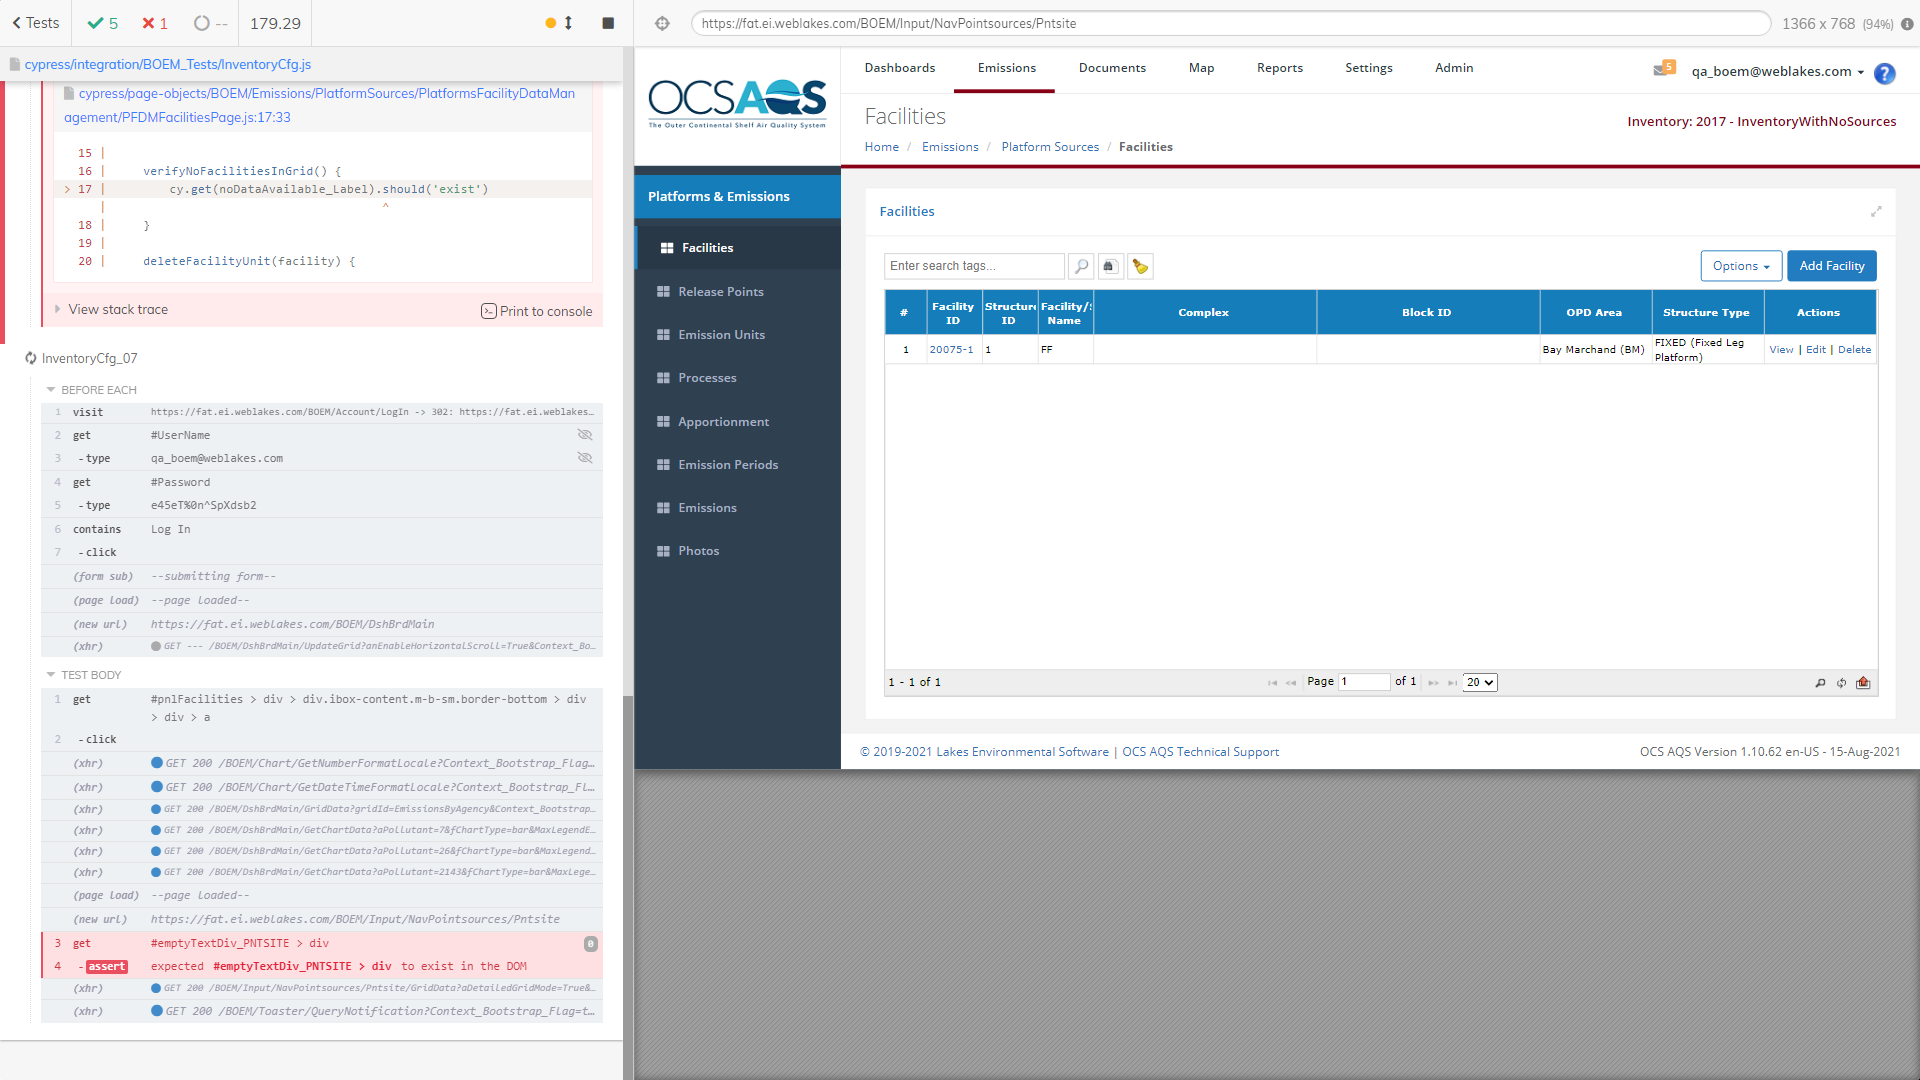 Tests
5
1
--
179.29
cypress/integration/BOEM_Tests/InventoryCfg.js
cypress/page-objects/BOEM/Emissions/PlatformSources/PlatformsFacilityDataMan
agement/PFDMFacilitiesPage.js:17:33
15 |
16 | verifyNoFacilitiesInGrid() {
> 17 | cy.get(noDataAvailable_Label).should('exist')
| ^
18 | }
19 |
20 | deleteFacilityUnit(facility) {
View stack trace
Print to console
InventoryCfg_07
BEFORE EACH
1 visit https://fat.ei.weblakes.com/BOEM/Account/LogIn -> 302: https://fat.ei.weblakes…
2 get #UserName
3 -type qa_boem@weblakes.com
4 get #Password
5 -type e45eT%0n^SpXdsb2
6 contains Log In
7 -click
(form sub) --submitting form--
(page load) --page loaded--
(new url) https://fat.ei.weblakes.com/BOEM/DshBrdMain
(xhr) GET --- /BOEM/DshBrdMain/UpdateGrid?anEnableHorizontalScroll=True&Context_Bo…
TEST BODY
1 get #pnlFacilities > div > div.ibox-content.m-b-sm.border-bottom > div
> div > a
2 -click
(xhr) GET 200 /BOEM/Chart/GetNumberFormatLocale?Context_Bootstrap_Flag…
(xhr) GET 200 /BOEM/Chart/GetDateTimeFormatLocale?Context_Bootstrap_Fl…
(xhr) GET 200 /BOEM/DshBrdMain/GridData?gridId=EmissionsByAgency&Context_Bootstrap…
(xhr) GET 200 /BOEM/DshBrdMain/GetChartData?aPollutant=7&fChartType=bar&MaxLegendE…
(xhr) GET 200 /BOEM/DshBrdMain/GetChartData?aPollutant=26&fChartType=bar&MaxLegend…
(xhr) GET 200 /BOEM/DshBrdMain/GetChartData?aPollutant=2143&fChartType=bar&MaxLege…
(page load) --page loaded--
(new url) https://fat.ei.weblakes.com/BOEM/Input/NavPointsources/Pntsite
3 get #emptyTextDiv_PNTSITE > div 0
4 -assert expected #emptyTextDiv_PNTSITE > div to exist in the DOM
(xhr) GET 200 /BOEM/Input/NavPointsources/Pntsite/GridData?aDetailedGridMode=True&…
(xhr) GET 200 /BOEM/Toaster/QueryNotification?Context_Bootstrap_Flag=t…
https://fat.ei.weblakes.com/BOEM/Input/NavPointsources/Pntsite
1366 x 768 (94%)
OCSAQS
The Outer Continental Shelf Air Quality System
Dashboards Emissions Documents Map Reports Settings Admin
5 qa_boem@weblakes.com ?
Facilities
Inventory: 2017 - InventoryWithNoSources
Home / Emissions / Platform Sources / Facilities
Platforms & Emissions
Facilities
Release Points
Emission Units
Processes
Apportionment
Emission Periods
Emissions
Photos
Facilities
Enter search tags...
Options Add Facility
# Facility ID Structure ID Facility/S Name Complex Block ID OPD Area Structure Type Actions
1 20075-1 1 FF Bay Marchand (BM) FIXED (Fixed Leg Platform) View | Edit | Delete
1 - 1 of 1 Page 1 of 1 20
© 2019-2021 Lakes Environmental Software | OCS AQS Technical Support
OCS AQS Version 1.10.62 en-US - 15-Aug-2021